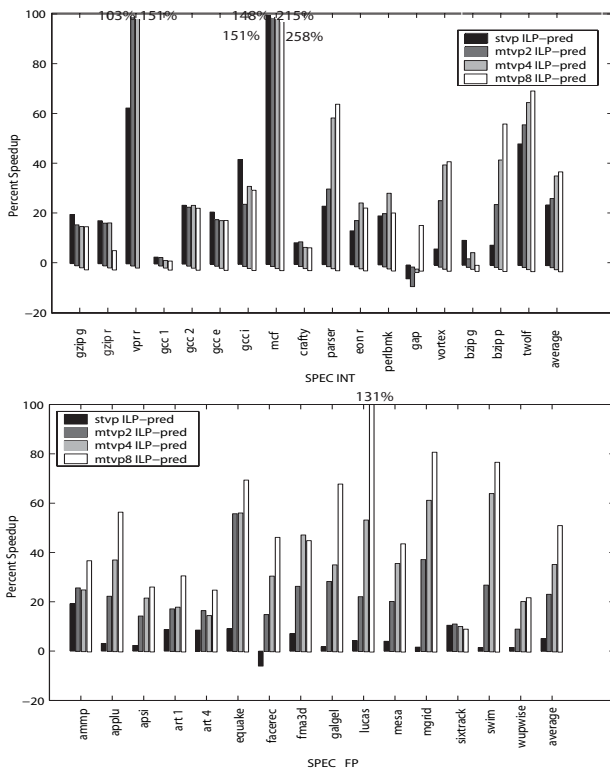 103% 151%
148% 215%
151% 258%
100
80
60
40
20
0
−20
Percent Speedup
stvp ILP−pred
mtvp2 ILP−pred
mtvp4 ILP−pred
mtvp8 ILP−pred
gzip g
gzip r
vpr r
gcc 1
gcc 2
gcc e
gcc i
mcf
crafty
parser
eon r
perlbmk
gap
vortex
bzip g
bzip p
twolf
average
SPEC INT
131%
100
80
60
40
20
0
−20
Percent Speedup
stvp ILP−pred
mtvp2 ILP−pred
mtvp4 ILP−pred
mtvp8 ILP−pred
ammp
applu
apsi
art 1
art 4
equake
facerec
fma3d
galgel
lucas
mesa
mgrid
sixtrack
swim
wupwise
average
SPEC FP